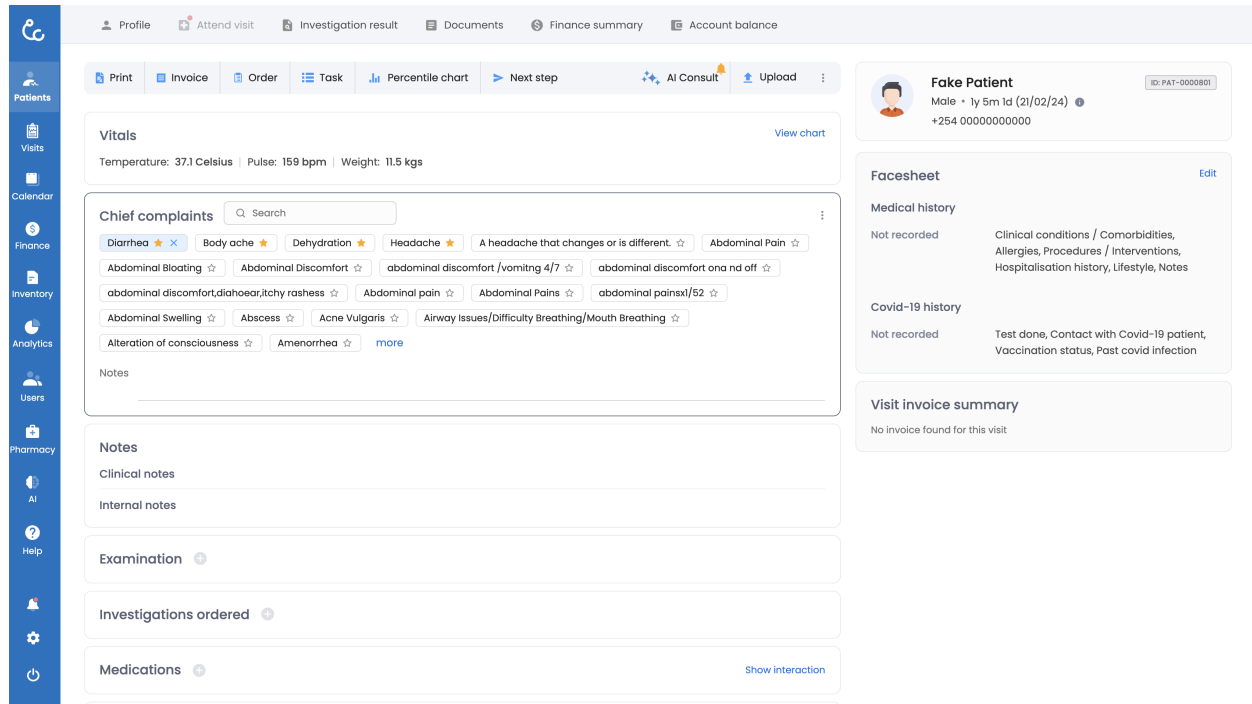 Cc
Patients
Visits
Calendar
Finance
Inventory
Analytics
Users
Pharmacy
AI
Help
Profile
Attend visit
Investigation result
Documents
Finance summary
Account balance
Print
Invoice
Order
Task
Percentile chart
Next step
AI Consult
Upload
Vitals
View chart
Temperature: 37.1 Celsius | Pulse: 159 bpm | Weight: 11.5 kgs
Chief complaints
Search
Diarrhea
Body ache
Dehydration
Headache
A headache that changes or is different.
Abdominal Pain
Abdominal Bloating
Abdominal Discomfort
abdominal discomfort /vomitng 4/7
abdominal discomfort ona nd off
abdominal discomfort,diahoear,itchy rashess
Abdominal pain
Abdominal Pains
abdominal painsx1/52
Abdominal Swelling
Abscess
Acne Vulgaris
Airway Issues/Difficulty Breathing/Mouth Breathing
Alteration of consciousness
Amenorrhea
more
Notes
Notes
Clinical notes
Internal notes
Examination
Investigations ordered
Medications
Show interaction
Fake Patient
ID: PAT-0000801
Male • 1y 5m 1d (21/02/24)
+254 00000000000
Facesheet
Edit
Medical history
Not recorded
Clinical conditions / Comorbidities,
Allergies, Procedures / Interventions,
Hospitalisation history, Lifestyle, Notes
Covid-19 history
Not recorded
Test done, Contact with Covid-19 patient,
Vaccination status, Past covid infection
Visit invoice summary
No invoice found for this visit